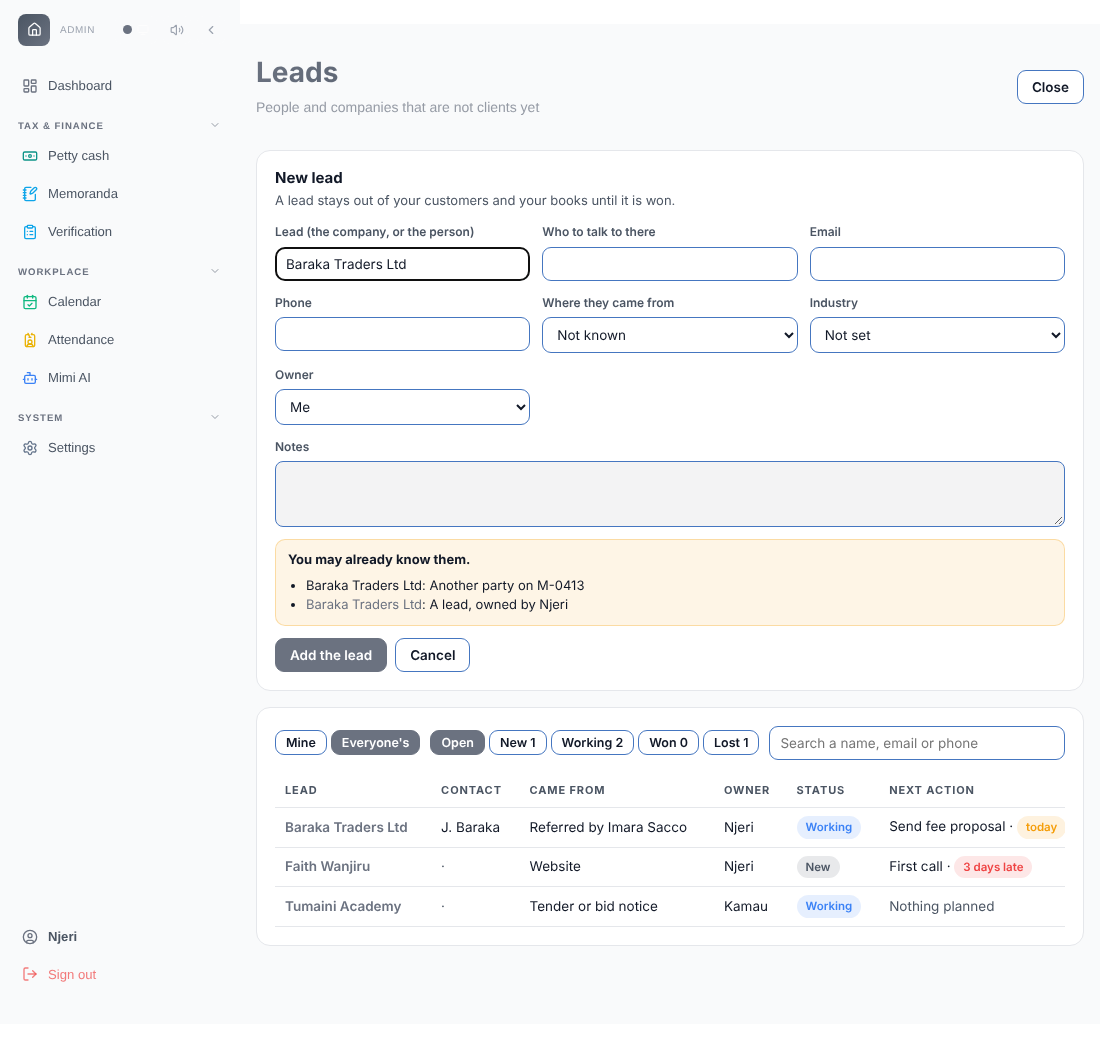 ADMIN
Dashboard
TAX & FINANCE
Petty cash
Memoranda
Verification
WORKPLACE
Calendar
Attendance
Mimi AI
SYSTEM
Settings
Njeri
Sign out
Leads
People and companies that are not clients yet
Close
New lead
A lead stays out of your customers and your books until it is won.
Lead (the company, or the person) Who to talk to there Email
Baraka Traders Ltd
Phone Where they came from Industry
Not known Not set
Owner
Me
Notes
You may already know them.
• Baraka Traders Ltd: Another party on M-0413
• Baraka Traders Ltd: A lead, owned by Njeri
Add the lead Cancel
Mine Everyone's Open New 1 Working 2 Won 0 Lost 1 Search a name, email or phone
LEAD CONTACT CAME FROM OWNER STATUS NEXT ACTION
Baraka Traders Ltd J. Baraka Referred by Imara Sacco Njeri Working Send fee proposal · today
Faith Wanjiru · Website Njeri New First call · 3 days late
Tumaini Academy · Tender or bid notice Kamau Working Nothing planned